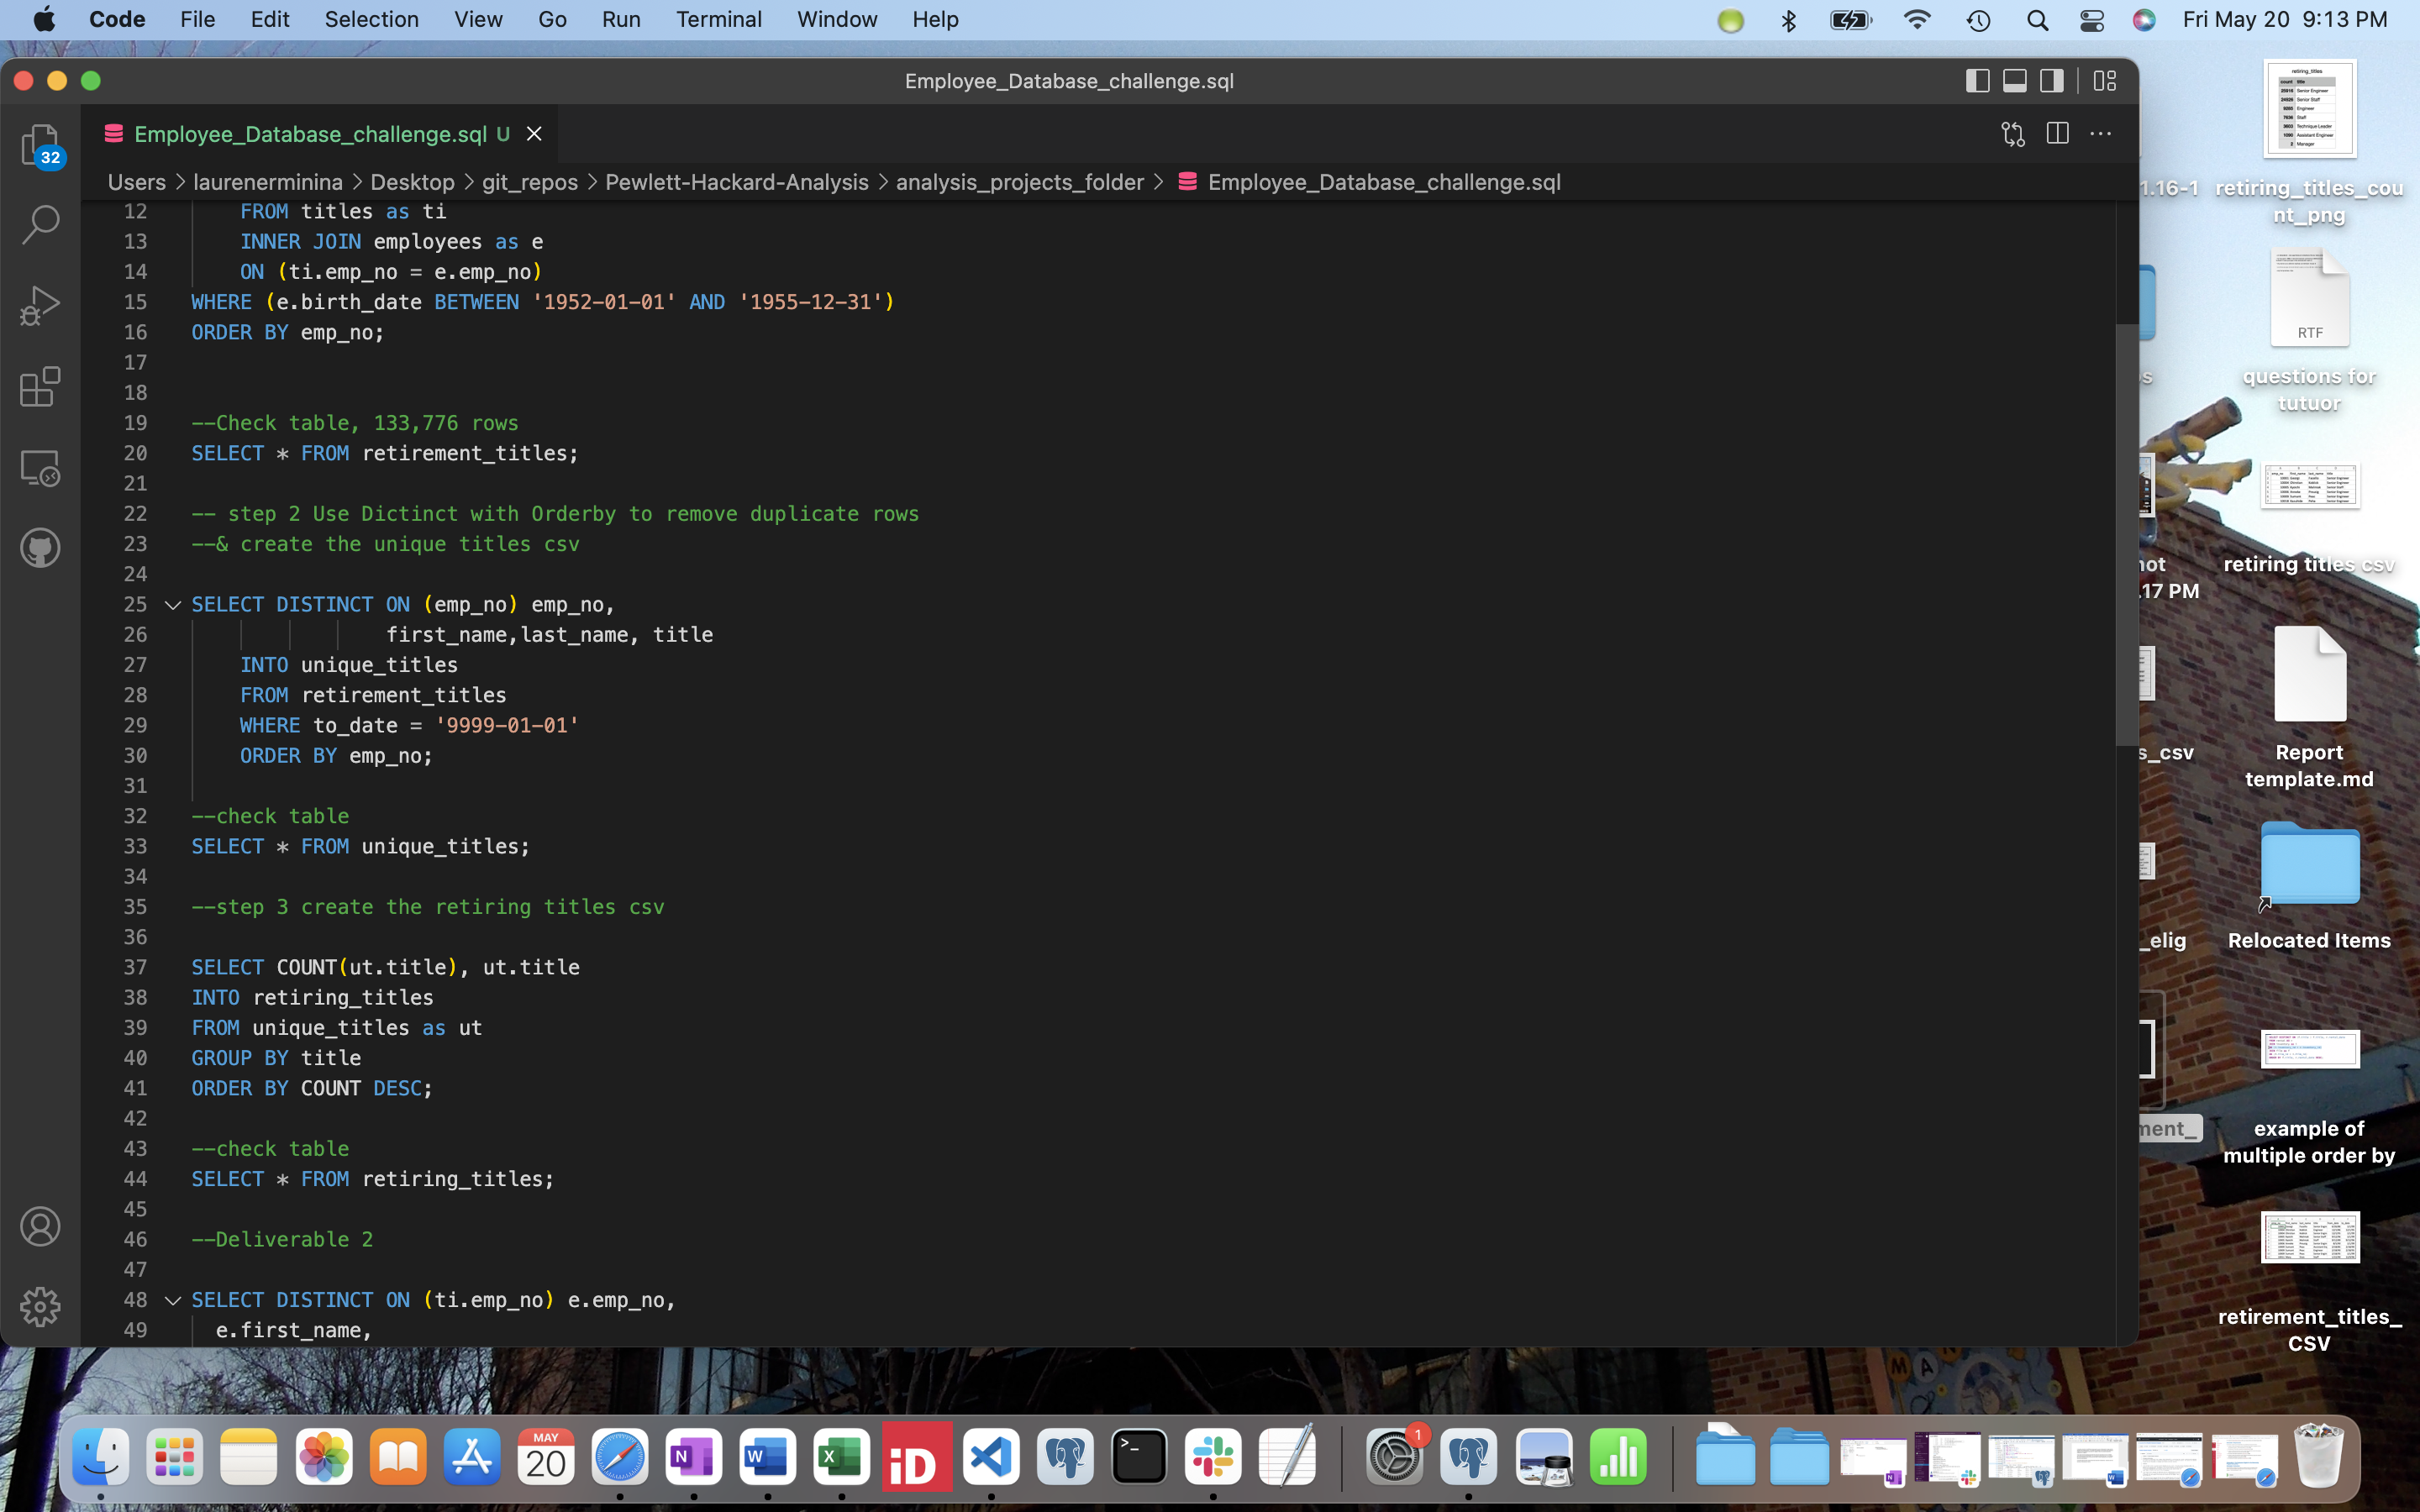 Code File Edit Selection View Go Run Terminal Window Help Fri May 20 9:13 PM
Employee_Database_challenge.sql
Employee_Database_challenge.sql U
Users > laurenerminina > Desktop > git_repos > Pewlett-Hackard-Analysis > analysis_projects_folder > Employee_Database_challenge.sql
32
12 FROM titles as ti
13 INNER JOIN employees as e
14 ON (ti.emp_no = e.emp_no)
15 WHERE (e.birth_date BETWEEN '1952-01-01' AND '1955-12-31')
16 ORDER BY emp_no;
17
18
19 --Check table, 133,776 rows
20 SELECT * FROM retirement_titles;
21
22 -- step 2 Use Dictinct with Orderby to remove duplicate rows
23 --& create the unique titles csv
24
25 SELECT DISTINCT ON (emp_no) emp_no,
26 first_name,last_name, title
27 INTO unique_titles
28 FROM retirement_titles
29 WHERE to_date = '9999-01-01'
30 ORDER BY emp_no;
31
32 --check table
33 SELECT * FROM unique_titles;
34
35 --step 3 create the retiring titles csv
36
37 SELECT COUNT(ut.title), ut.title
38 INTO retiring_titles
39 FROM unique_titles as ut
40 GROUP BY title
41 ORDER BY COUNT DESC;
42
43 --check table
44 SELECT * FROM retiring_titles;
45
46 --Deliverable 2
47
48 SELECT DISTINCT ON (ti.emp_no) e.emp_no,
49 e.first_name,
1.16-1
.17 PM
s_csv
_elig
ment_
retiring_titles_cou
nt_png
RTF
questions for
tutuor
retiring titles csv
Report
template.md
Relocated Items
example of
multiple order by
retirement_titles_
CSV
MAY
20
N
W
X
iD
>_
1